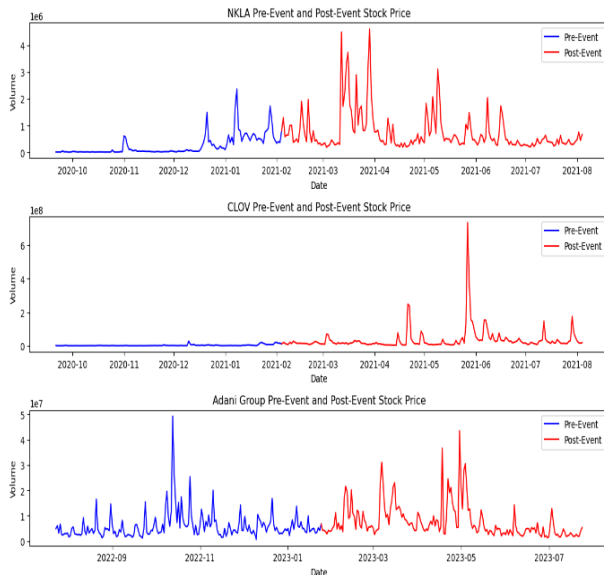 NKLA Pre-Event and Post-Event Stock Price
1e6
Pre-Event
Post-Event
4
3
2
1
0
Volume
2020-10 2020-11 2020-12 2021-01 2021-02 2021-03 2021-04 2021-05 2021-06 2021-07 2021-08
Date
CLOV Pre-Event and Post-Event Stock Price
1e8
Pre-Event
Post-Event
6
4
2
0
Volume
2020-10 2020-11 2020-12 2021-01 2021-02 2021-03 2021-04 2021-05 2021-06 2021-07 2021-08
Date
Adani Group Pre-Event and Post-Event Stock Price
1e7
Pre-Event
Post-Event
5
4
3
2
1
0
Volume
2022-09 2022-11 2023-01 2023-03 2023-05 2023-07
Date